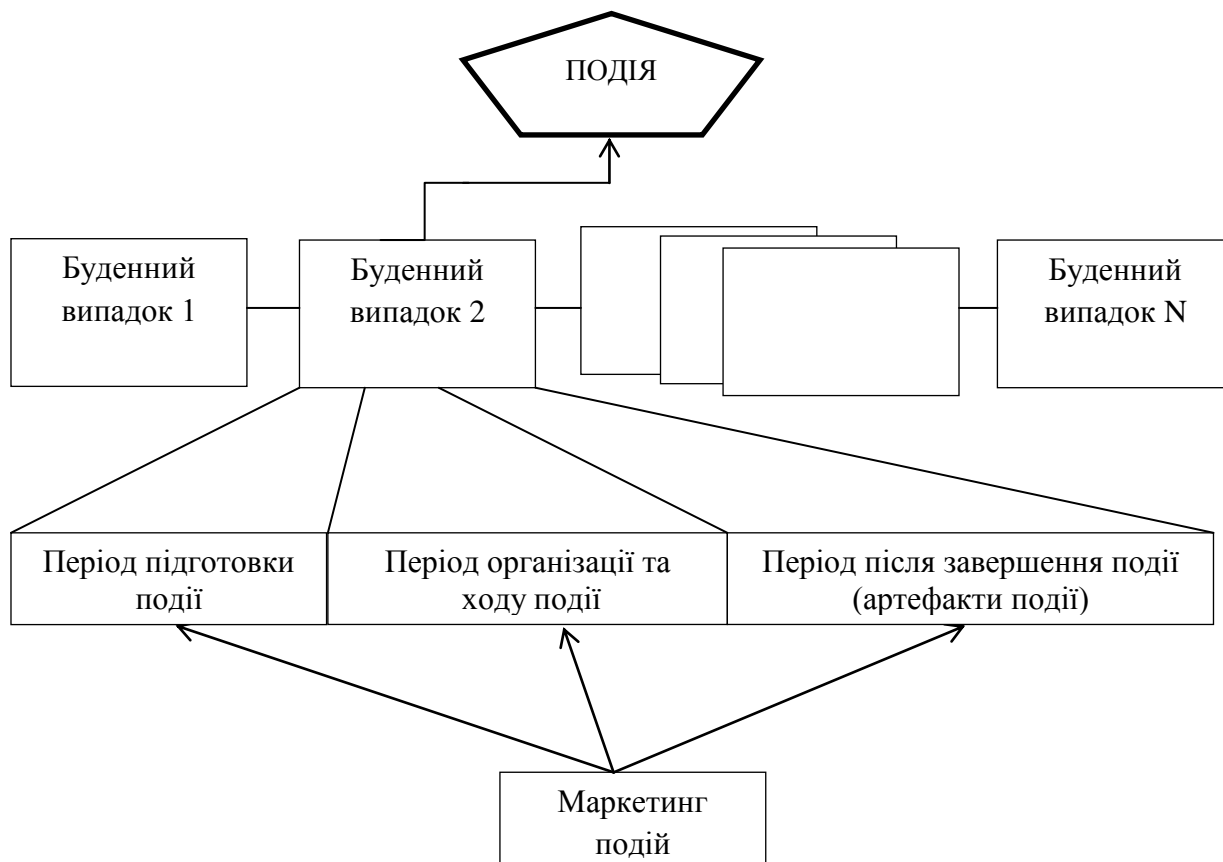 ПОДІЯ
Буденний
випадок 1
Буденний
випадок 2
Буденний
випадок N
Період підготовки
події
Період організації та
ходу події
Період після завершення події
(артефакти події)
Маркетинг
подій